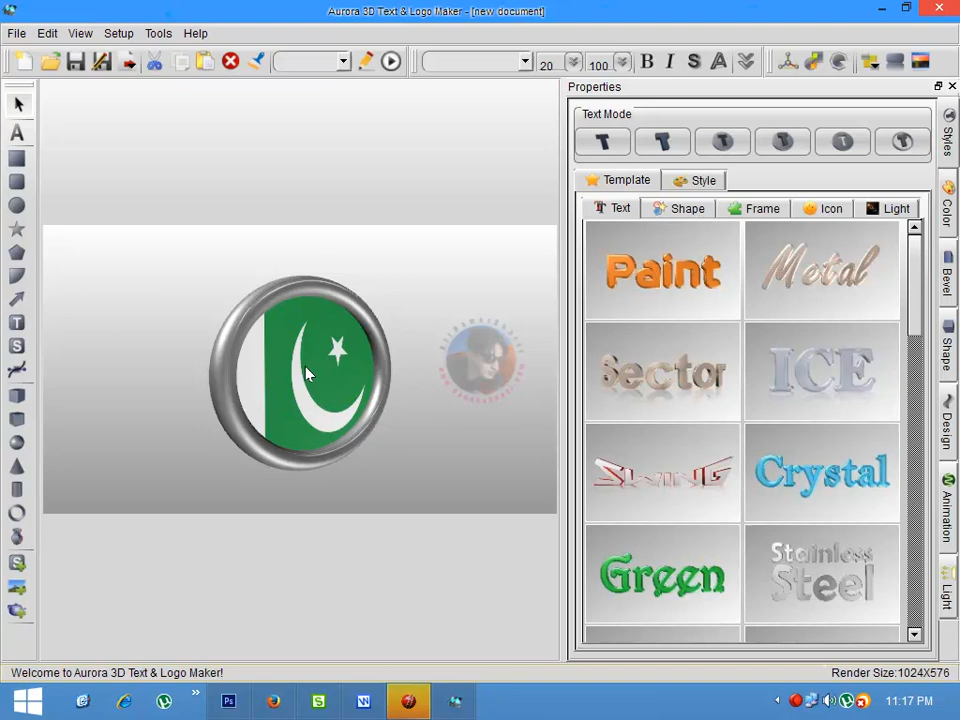 Aurora 3D Text & Logo Maker - [new document]
File Edit View Setup Tools Help
20 100 B I S A
Properties
Text Mode
Template Style
Text Shape Frame Icon Light
Paint Metal
Sector ICE
SWING Crystal
Green Stainless Steel
Styles
Color
Bevel
Shape
Design
Animation
Light
Welcome to Aurora 3D Text & Logo Maker! Render Size:1024X576
11:17 PM